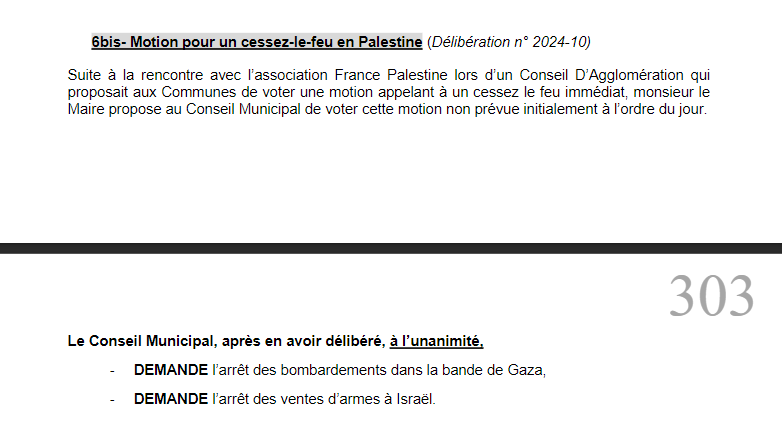 6bis- Motion pour un cessez-le-feu en Palestine (Délibération n° 2024-10)
Suite à la rencontre avec l’association France Palestine lors d’un Conseil D’Agglomération qui
proposait aux Communes de voter une motion appelant à un cessez le feu immédiat, monsieur le
Maire propose au Conseil Municipal de voter cette motion non prévue initialement à l’ordre du jour.
303
Le Conseil Municipal, après en avoir délibéré, à l’unanimité,
- DEMANDE l’arrêt des bombardements dans la bande de Gaza,
- DEMANDE l’arrêt des ventes d’armes à Israël.